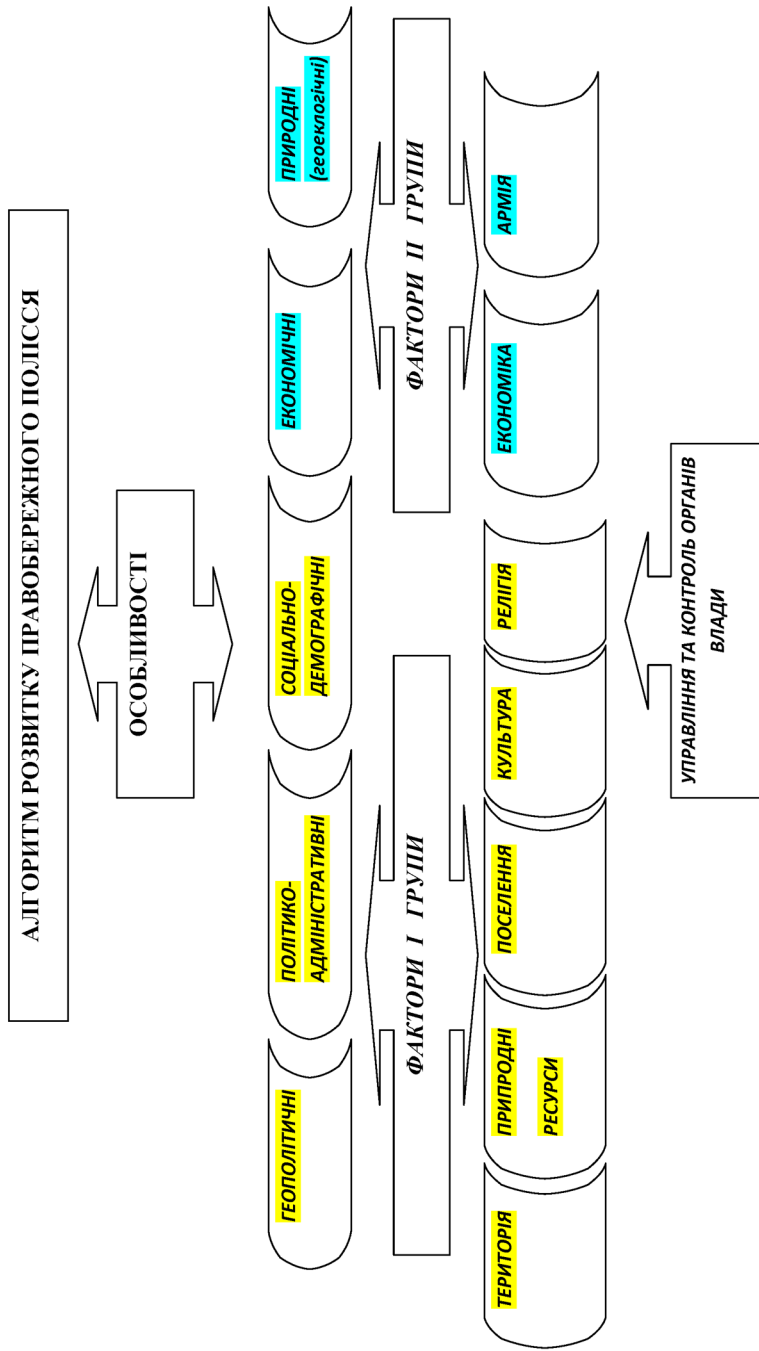 АЛГОРИТМ РОЗВИТКУ ПРАВОБЕРЕЖНОГО ПОЛІССЯ
ОСОБЛИВОСТІ
ГЕОПОЛІТИЧНІ
ПОЛІТИКО-
АДМІНІСТРАТИВНІ
СОЦІАЛЬНО-
ДЕМОГРАФІЧНІ
ЕКОНОМІЧНІ
ПРИРОДНІ
(геоеклогічні)
ФАКТОРИ І ГРУПИ
ФАКТОРИ ІІ ГРУПИ
ТЕРИТОРІЯ
ПРИПРОДНІ
РЕСУРСИ
ПОСЕЛЕННЯ
КУЛЬТУРА
РЕЛІГІЯ
ЕКОНОМІКА
АРМІЯ
УПРАВЛІННЯ ТА КОНТРОЛЬ ОРГАНІВ
ВЛАДИ